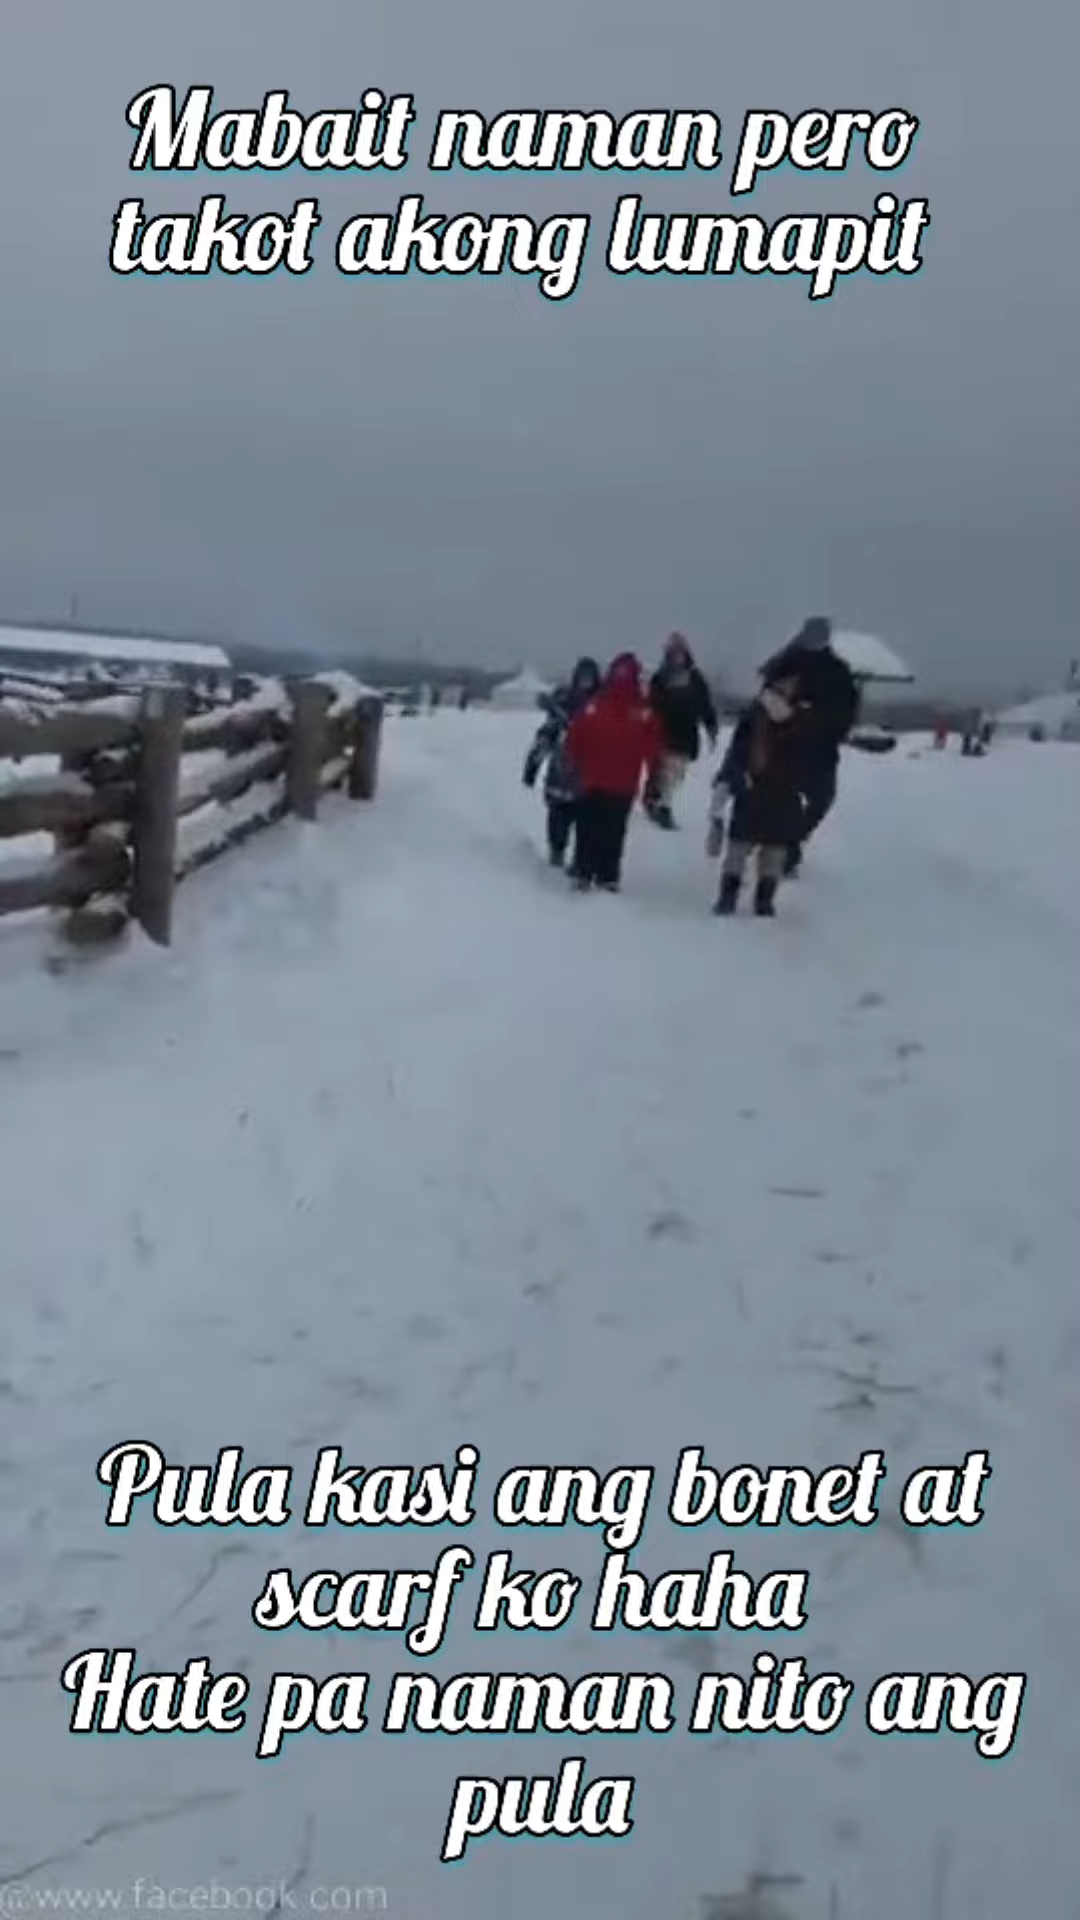 Mabait naman pero
takot akong lumapit
Pula kasi ang bonet at
scarf ko haha
Hate pa naman nito ang
pula
@www.facebook.com